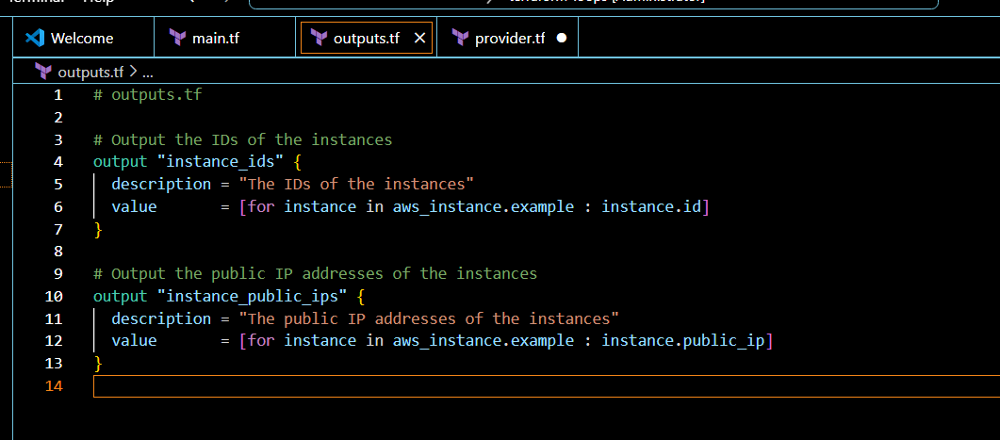 Welcome main.tf outputs.tf provider.tf
outputs.tf > ...
1 # outputs.tf
2
3 # Output the IDs of the instances
4 output "instance_ids" {
5 description = "The IDs of the instances"
6 value = [for instance in aws_instance.example : instance.id]
7 }
8
9 # Output the public IP addresses of the instances
10 output "instance_public_ips" {
11 description = "The public IP addresses of the instances"
12 value = [for instance in aws_instance.example : instance.public_ip]
13 }
14